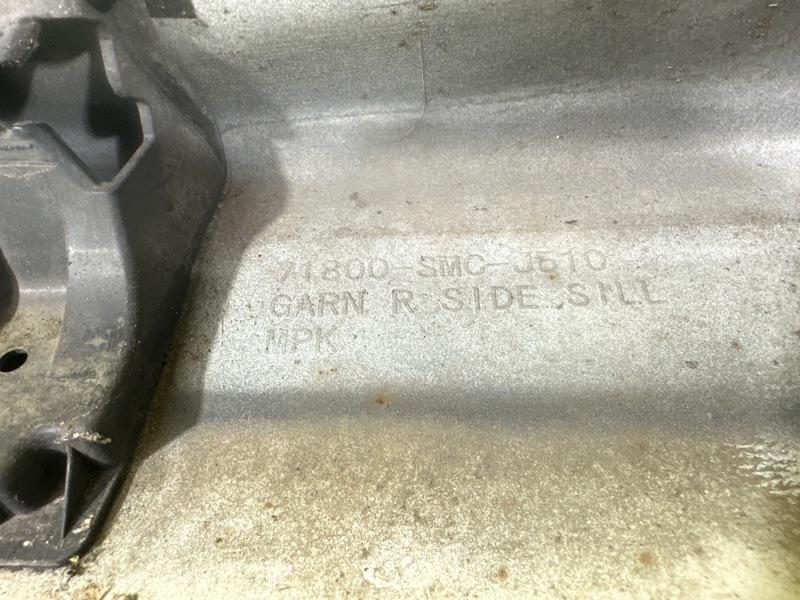 71800-SMC-J510
GARN R SIDE SILL
MPK